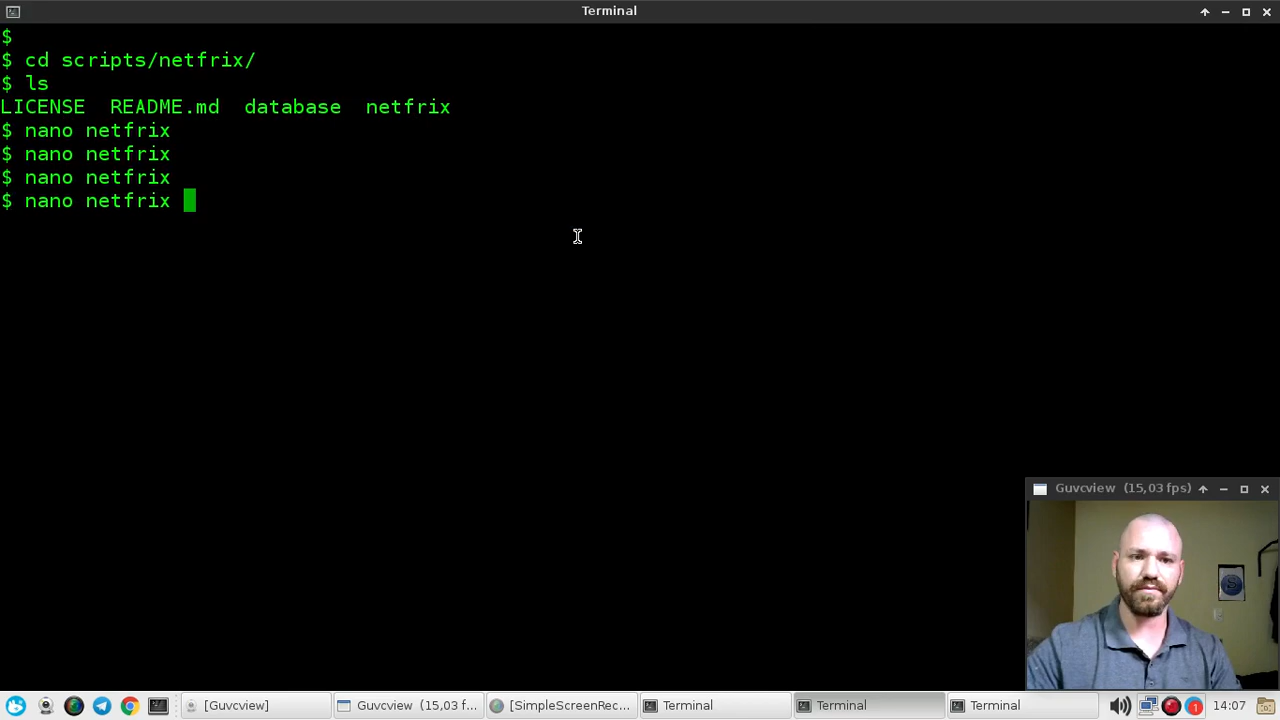 Terminal
$
$ cd scripts/netfrix/
$ ls
LICENSE  README.md  database  netfrix
$ nano netfrix
$ nano netfrix
$ nano netfrix
$ nano netfrix
Guvcview  (15,03 fps)
[Guvcview]
Guvcview  (15,03 f...
[SimpleScreenRec...
Terminal
Terminal
Terminal
1
14:07